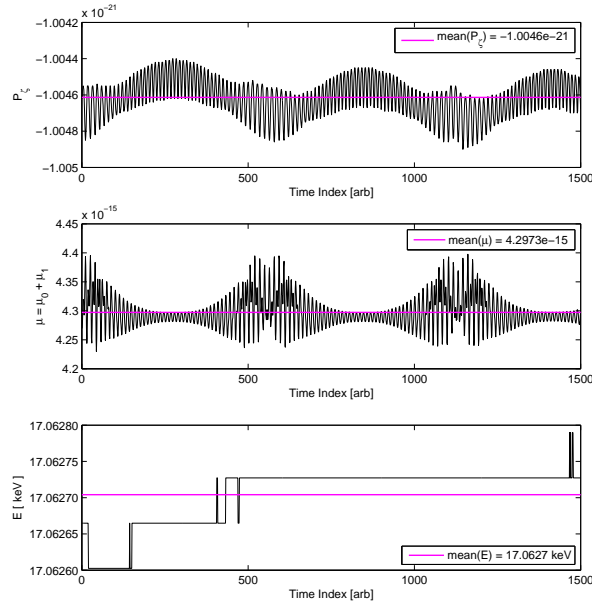 x 10⁻²¹
-1.0042
-1.0044
-1.0046
-1.0048
-1.005
P_ζ
mean(P_ζ) = -1.0046e-21
0 500 1000 1500
Time Index [arb]
x 10⁻¹⁵
4.45
4.4
4.35
4.3
4.25
4.2
μ = μ₀ + μ₁
mean(μ) = 4.2973e-15
0 500 1000 1500
Time Index [arb]
17.06280
17.06275
17.06270
17.06265
17.06260
E [ keV]
mean(E) = 17.0627 keV
0 500 1000 1500
Time Index [arb]